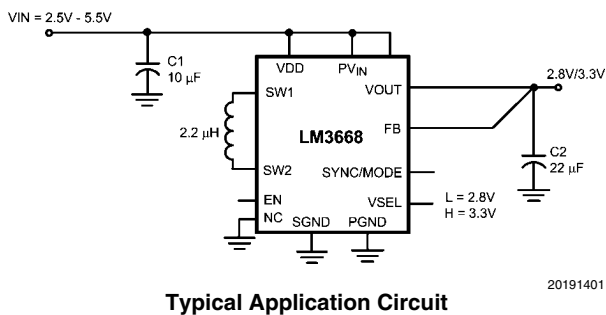 VIN = 2.5V - 5.5V
C1
10 µF
VDD
PVIN
2.8V/3.3V
SW1
VOUT
2.2 µH
FB
LM3668
C2
22 µF
SW2
SYNC/MODE
EN
VSEL
L = 2.8V
H = 3.3V
NC
SGND
PGND
20191401
Typical Application Circuit